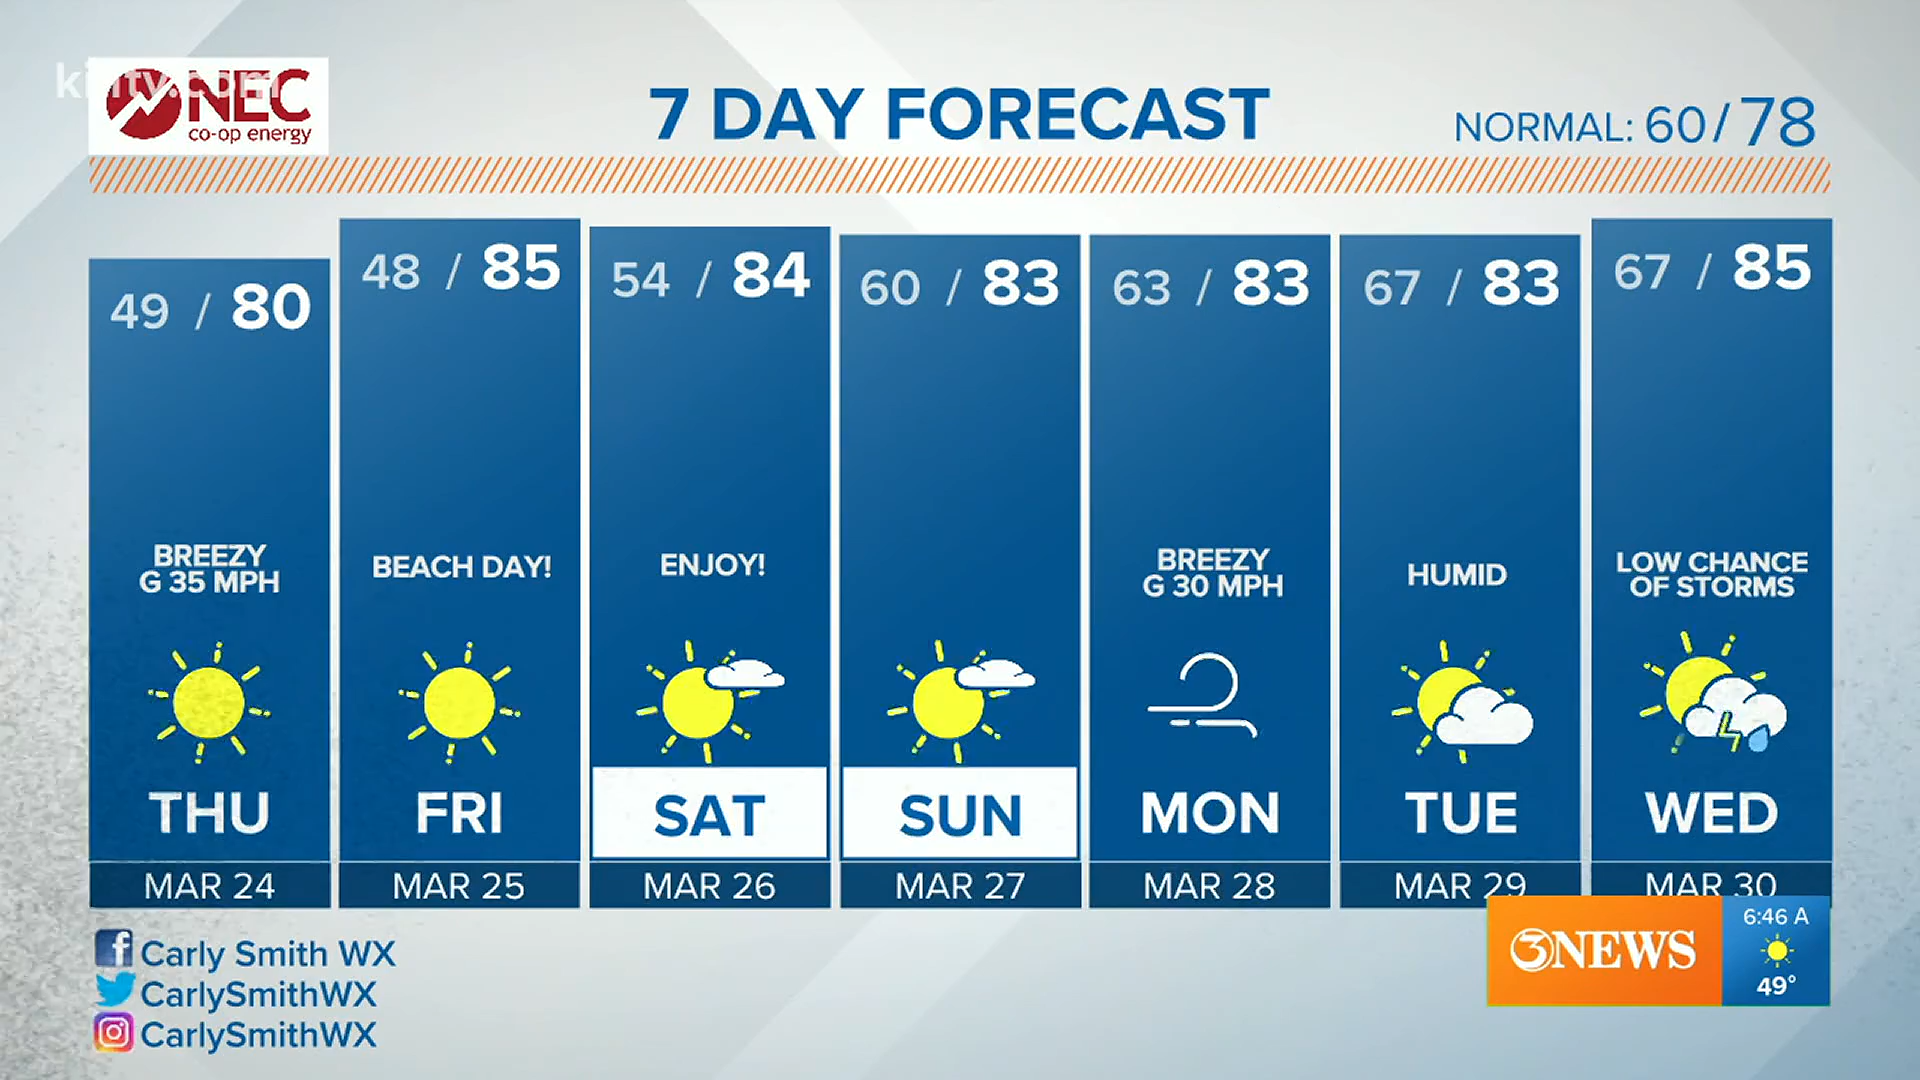 NEC
co-op energy
7 DAY FORECAST
NORMAL: 60/78
49 / 80
BREEZY
G 35 MPH
THU
MAR 24
48 / 85
BEACH DAY!
FRI
MAR 25
54 / 84
ENJOY!
SAT
MAR 26
60 / 83
SUN
MAR 27
63 / 83
BREEZY
G 30 MPH
MON
MAR 28
67 / 83
HUMID
TUE
MAR 29
67 / 85
LOW CHANCE
OF STORMS
WED
MAR 30
Carly Smith WX
CarlySmithWX
CarlySmithWX
3NEWS
6:46 A
49°